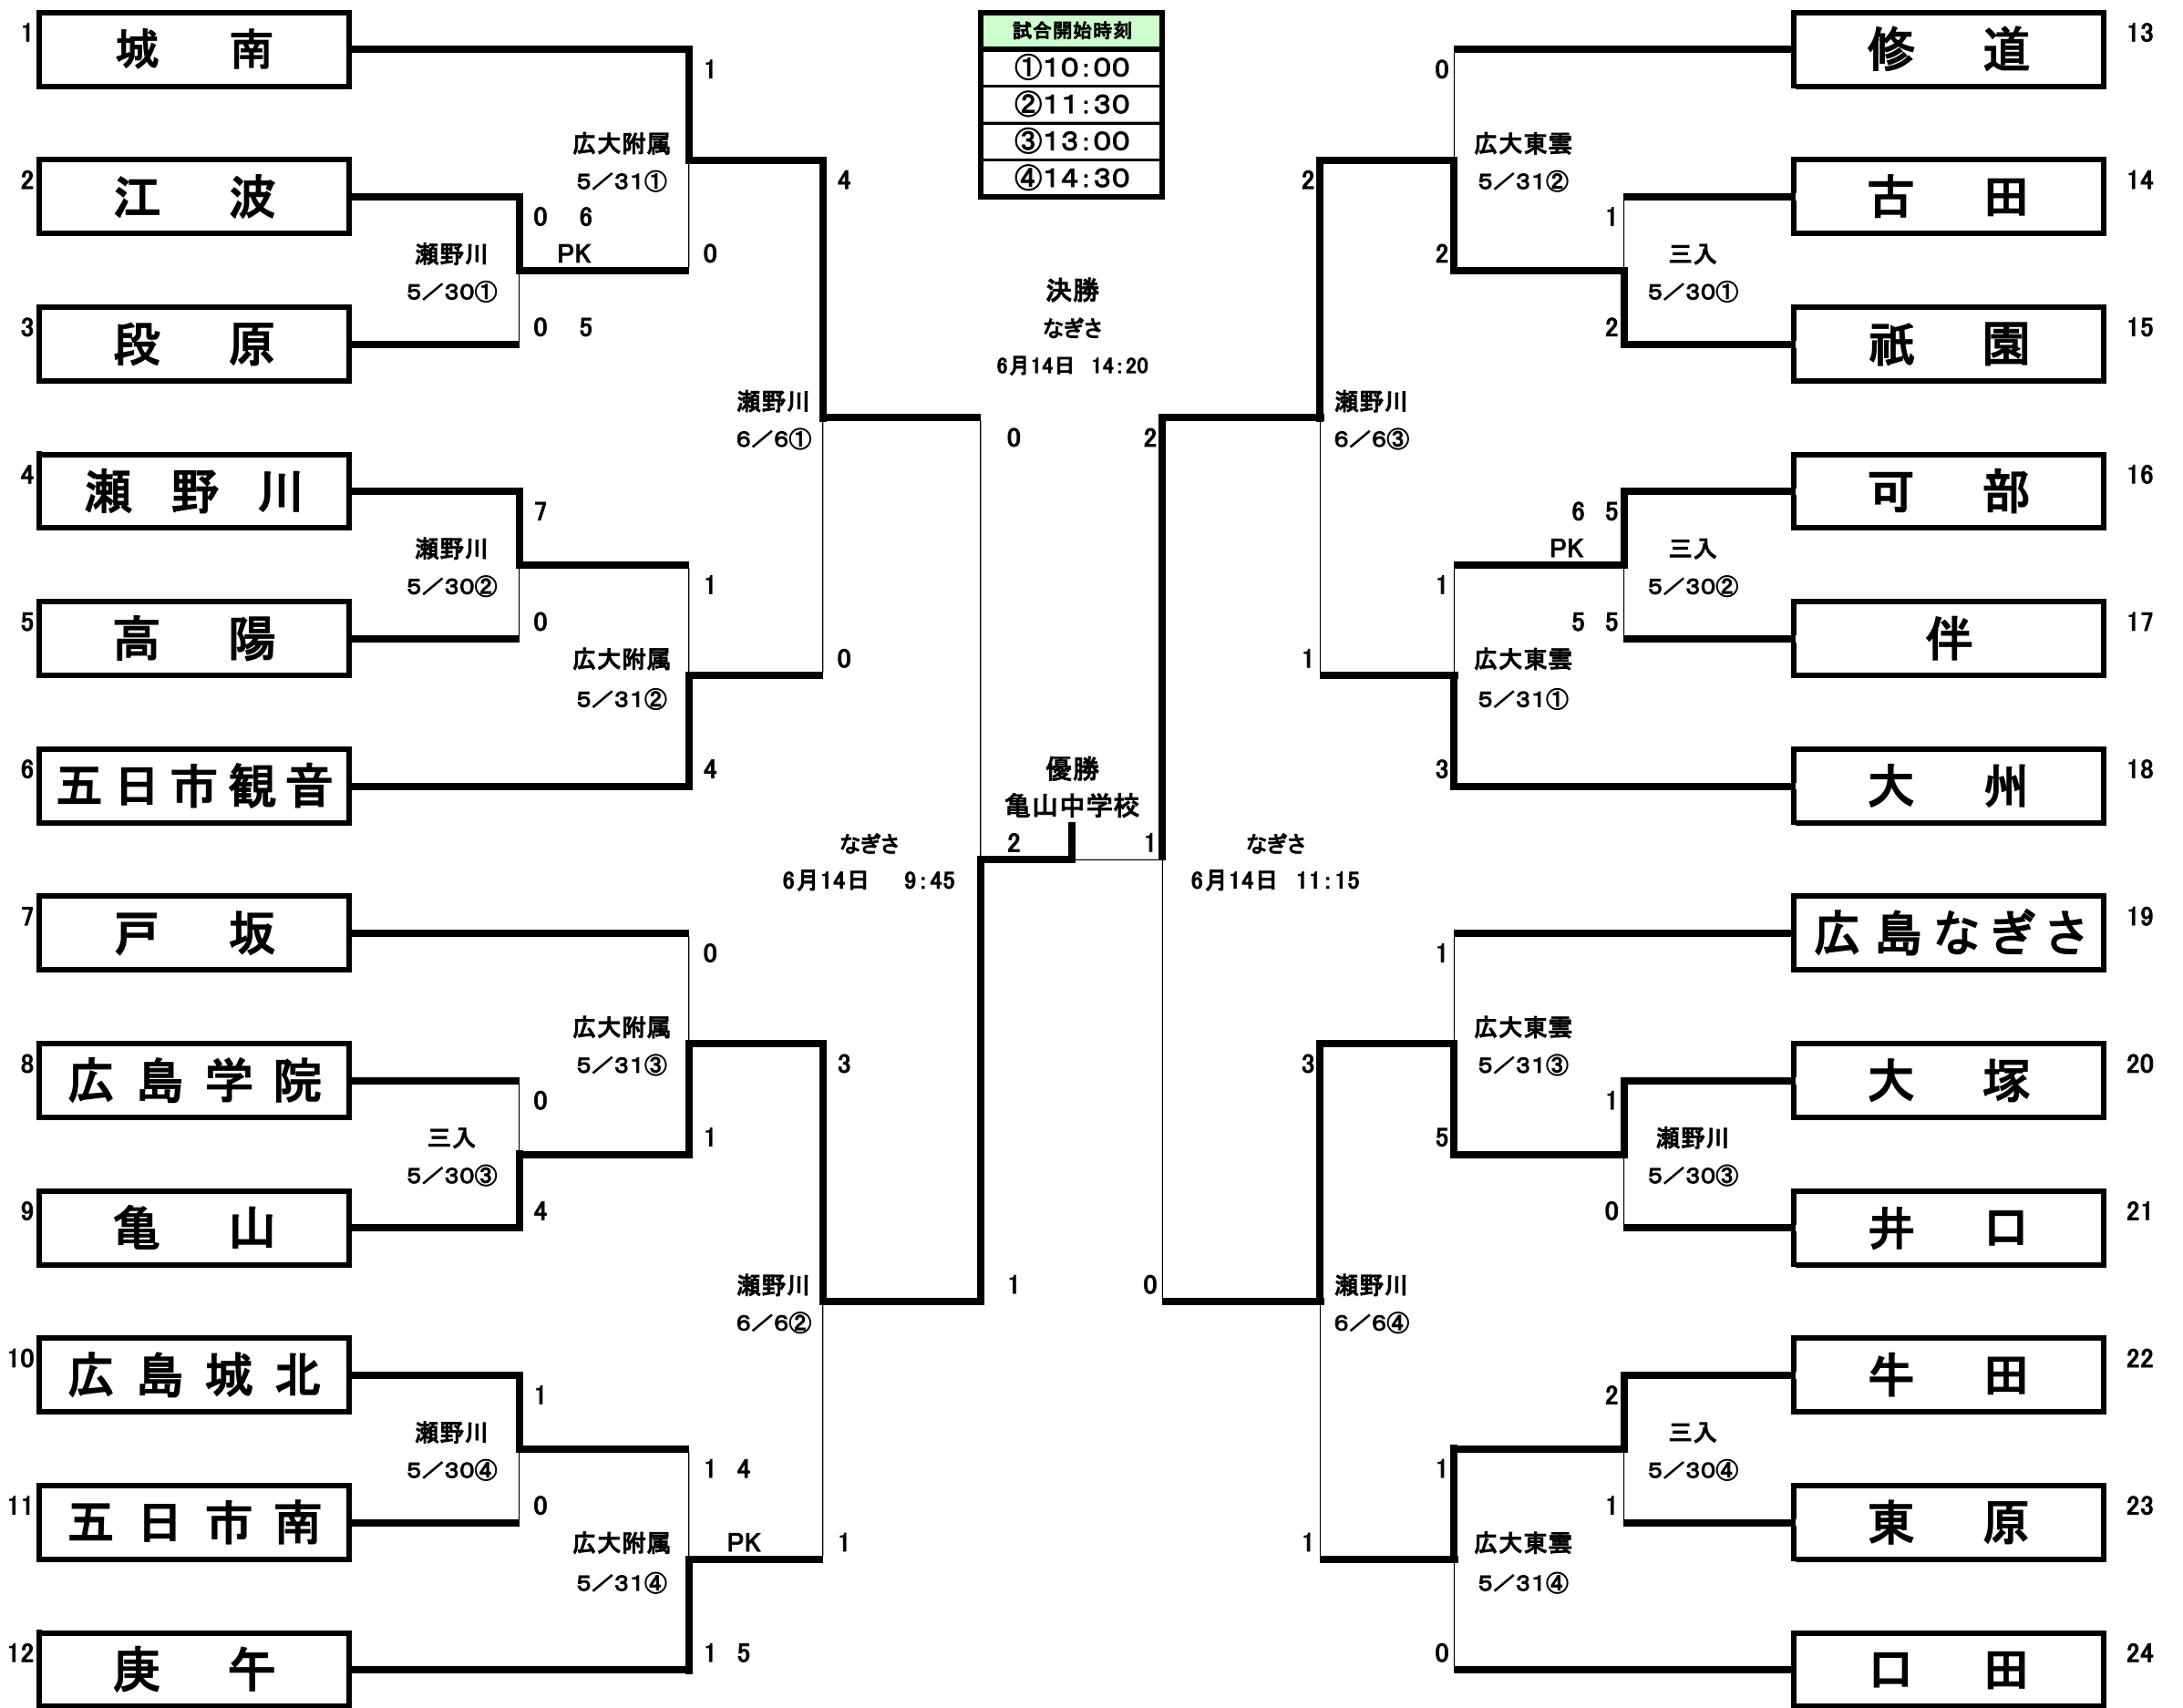 試合開始時刻
①10:00
②11:30
③13:00
④14:30
1 城 南
2 江 波
3 段 原
4 瀬 野 川
5 高 陽
6 五日市観音
7 戸 坂
8 広 島 学 院
9 亀 山
10 広 島 城 北
11 五 日 市 南
12 庚 午
0 6
瀬野川 PK
5/30①
0 5
7
瀬野川
5/30②
0
0
三入
5/30③
4
1
瀬野川
5/30④
0
1
広大附属
5/31①
0
1
広大附属
5/31②
4
0
広大附属
5/31③
1
1 4
広大附属 PK
5/31④
1 5
4
瀬野川
6/6①
0
3
瀬野川
6/6②
1
0
なぎさ
6月14日 9:45
1
決勝
なぎさ
6月14日 14:20
優勝
亀山中学校
2 1
2
なぎさ
6月14日 11:15
0
2
瀬野川
6/6③
1
3
瀬野川
6/6④
1
0
広大東雲
5/31②
2
1
広大東雲
5/31①
3
1
広大東雲
5/31③
5
1
広大東雲
5/31④
0
1
三入
5/30①
2
6 5
PK 三入
5/30②
5 5
1
瀬野川
5/30③
0
2
三入
5/30④
1
修 道 13
古 田 14
祇 園 15
可 部 16
伴 17
大 州 18
広島なぎさ 19
大 塚 20
井 口 21
牛 田 22
東 原 23
口 田 24